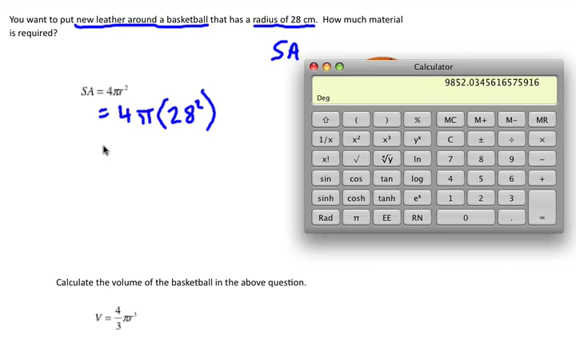 You want to put new leather around a basketball that has a radius of 28 cm. How much material
is required?
SA
SA = 4πr²
= 4π(28²)
Calculator
9852.0345616575916
Deg
⇧ ( ) % MC M+ M- MR
1/x x² x³ yˣ C ± ÷ ×
x! √ ʸ√y ln 7 8 9 −
sin cos tan log 4 5 6 +
sinh cosh tanh eˣ 1 2 3
Rad π EE RN 0 . =
Calculate the volume of the basketball in the above question.
V = 4/3 πr³